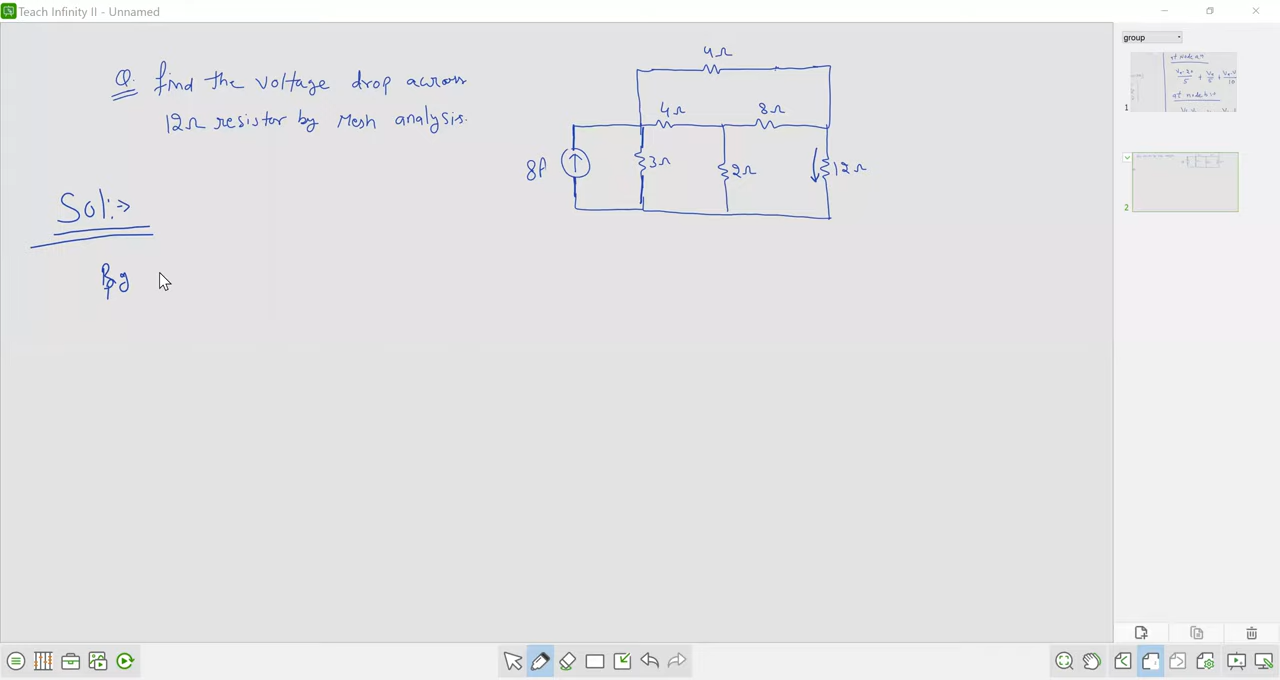 Teach Infinity II - Unnamed
group
Q. find the voltage drop across
12Ω resistor by Mesh analysis.
4Ω
4Ω
8Ω
8A
3Ω
2Ω
12Ω
Sol:→
By
1
2